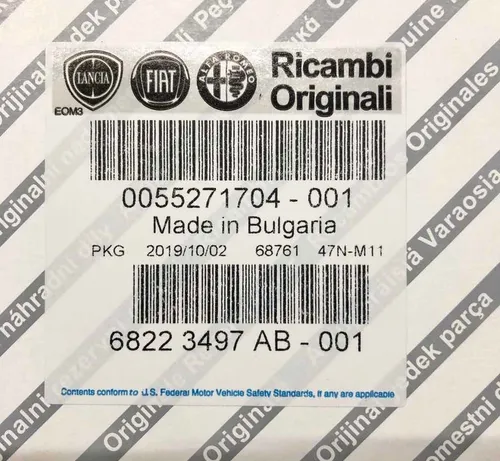 LANCIA
FIAT
ALFA ROMEO
Ricambi
Originali
EOM3
0055271704 - 001
Made in Bulgaria
PKG 2019/10/02 68761 47N-M11
6822 3497 AB - 001
Contents conform to U.S. Federal Motor Vehicle Safety Standards, if any are applicable